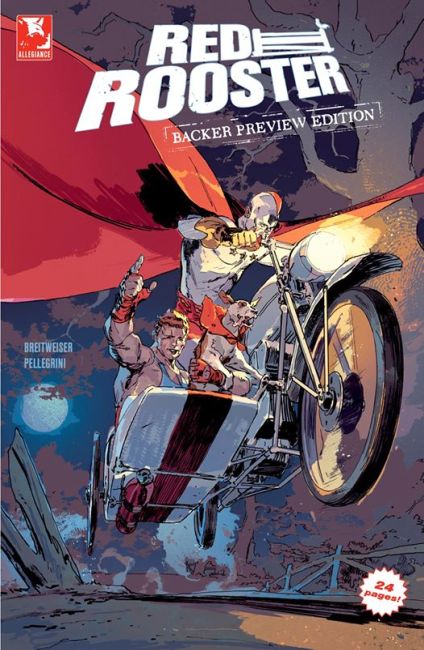 ALLEGIANCE
RED
ROOSTER
BACKER PREVIEW EDITION
BREITWEISER
PELLEGRINI
24
pages!